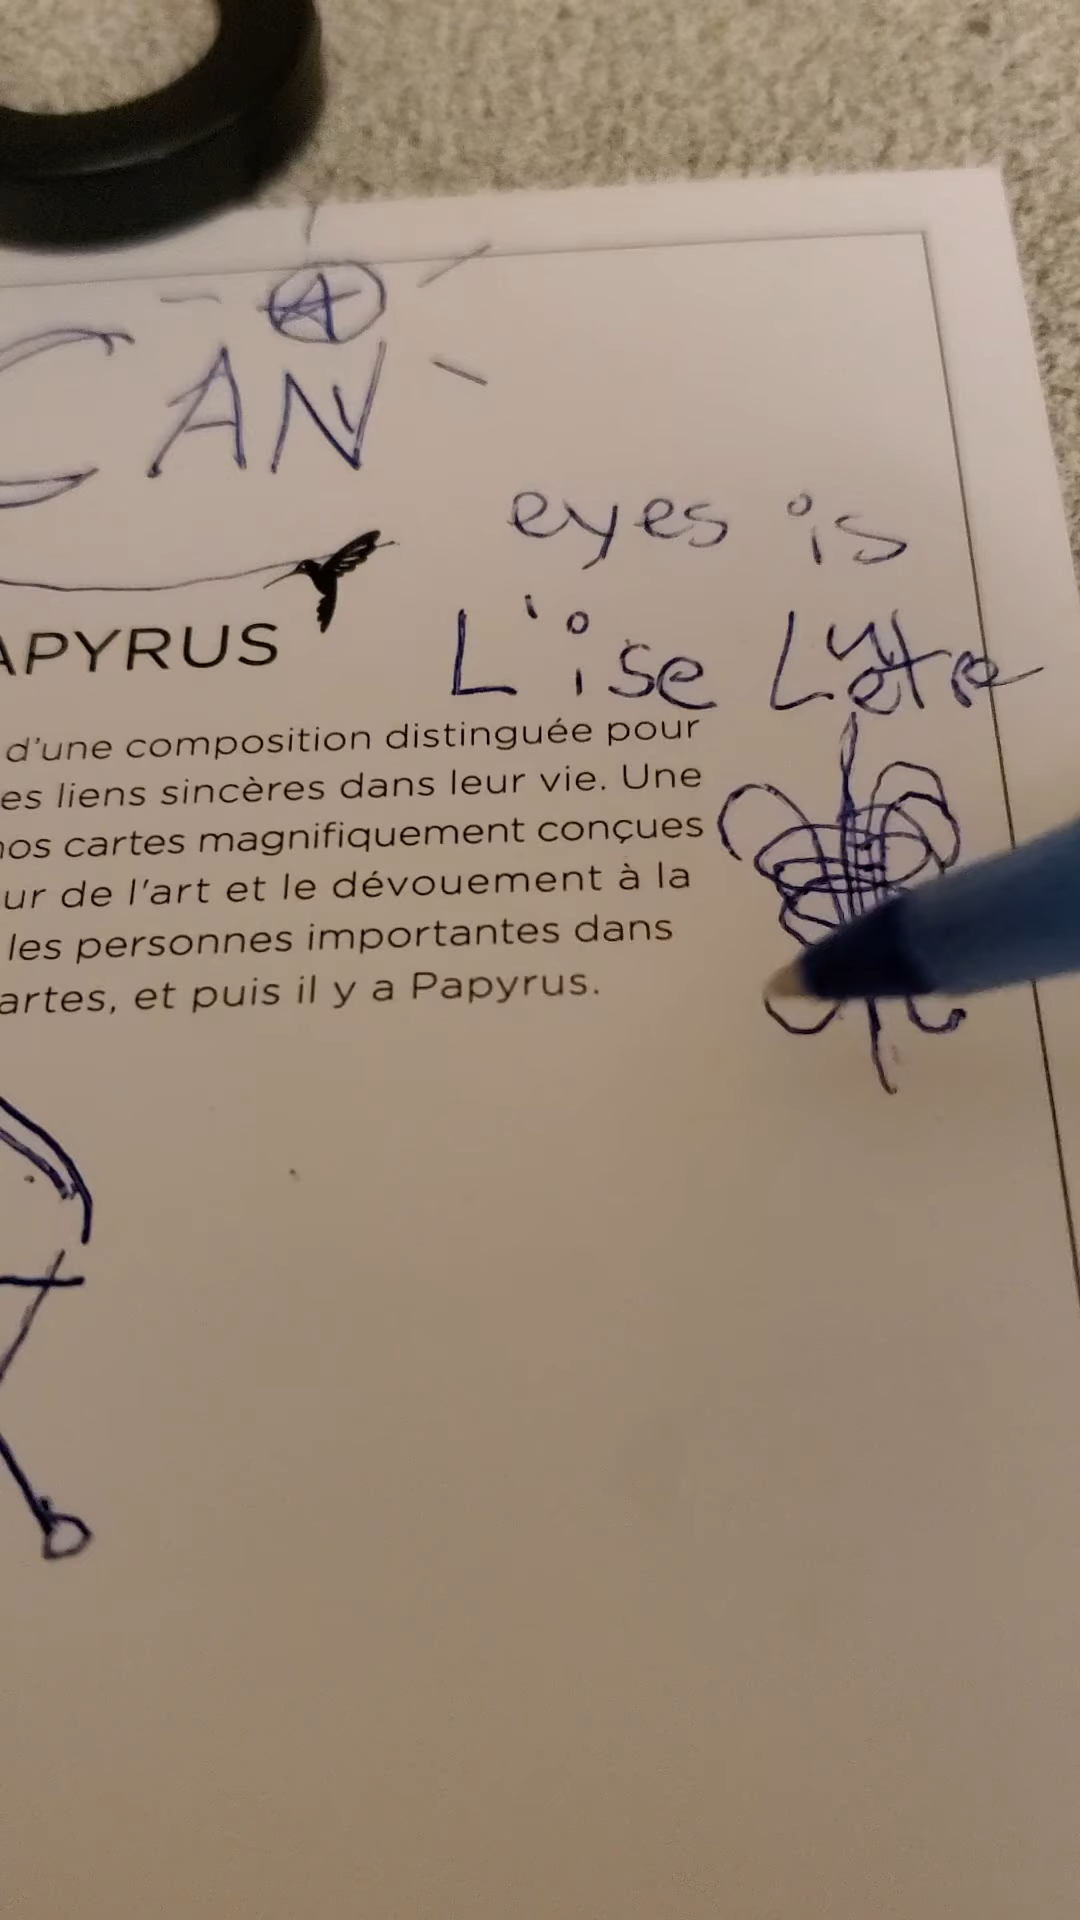 A
CAN
eyes is
L'ise
APYRUS
d'une composition distinguée pour
es liens sincères dans leur vie. Une
nos cartes magnifiquement conçues
ur de l'art et le dévouement à la
les personnes importantes dans
artes, et puis il y a Papyrus.